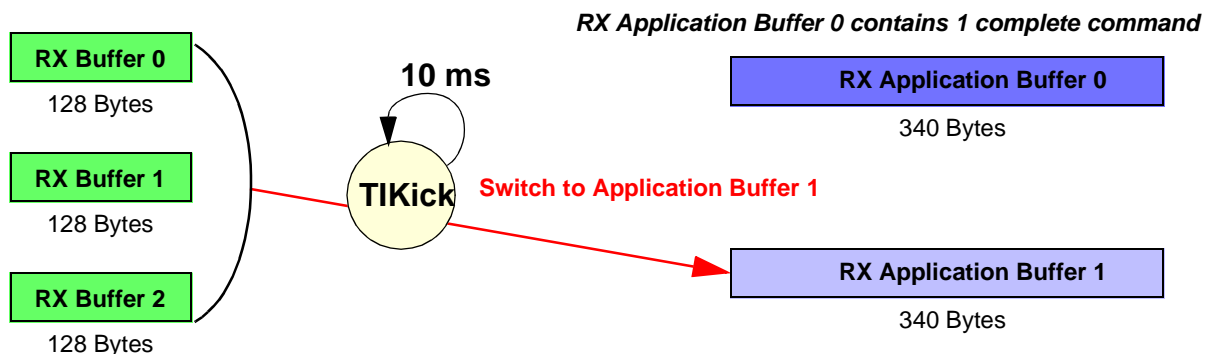 RX Application Buffer 0 contains 1 complete command
RX Buffer 0
128 Bytes
10 ms
RX Application Buffer 0
340 Bytes
RX Buffer 1
128 Bytes
TIKick
Switch to Application Buffer 1
RX Buffer 2
128 Bytes
RX Application Buffer 1
340 Bytes